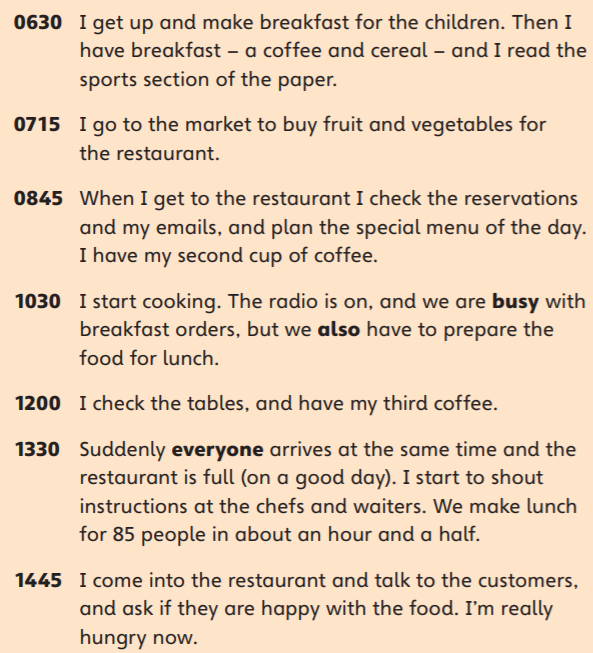 0630 I get up and make breakfast for the children. Then I
have breakfast – a coffee and cereal – and I read the
sports section of the paper.
0715 I go to the market to buy fruit and vegetables for
the restaurant.
0845 When I get to the restaurant I check the reservations
and my emails, and plan the special menu of the day.
I have my second cup of coffee.
1030 I start cooking. The radio is on, and we are busy with
breakfast orders, but we also have to prepare the
food for lunch.
1200 I check the tables, and have my third coffee.
1330 Suddenly everyone arrives at the same time and the
restaurant is full (on a good day). I start to shout
instructions at the chefs and waiters. We make lunch
for 85 people in about an hour and a half.
1445 I come into the restaurant and talk to the customers,
and ask if they are happy with the food. I’m really
hungry now.